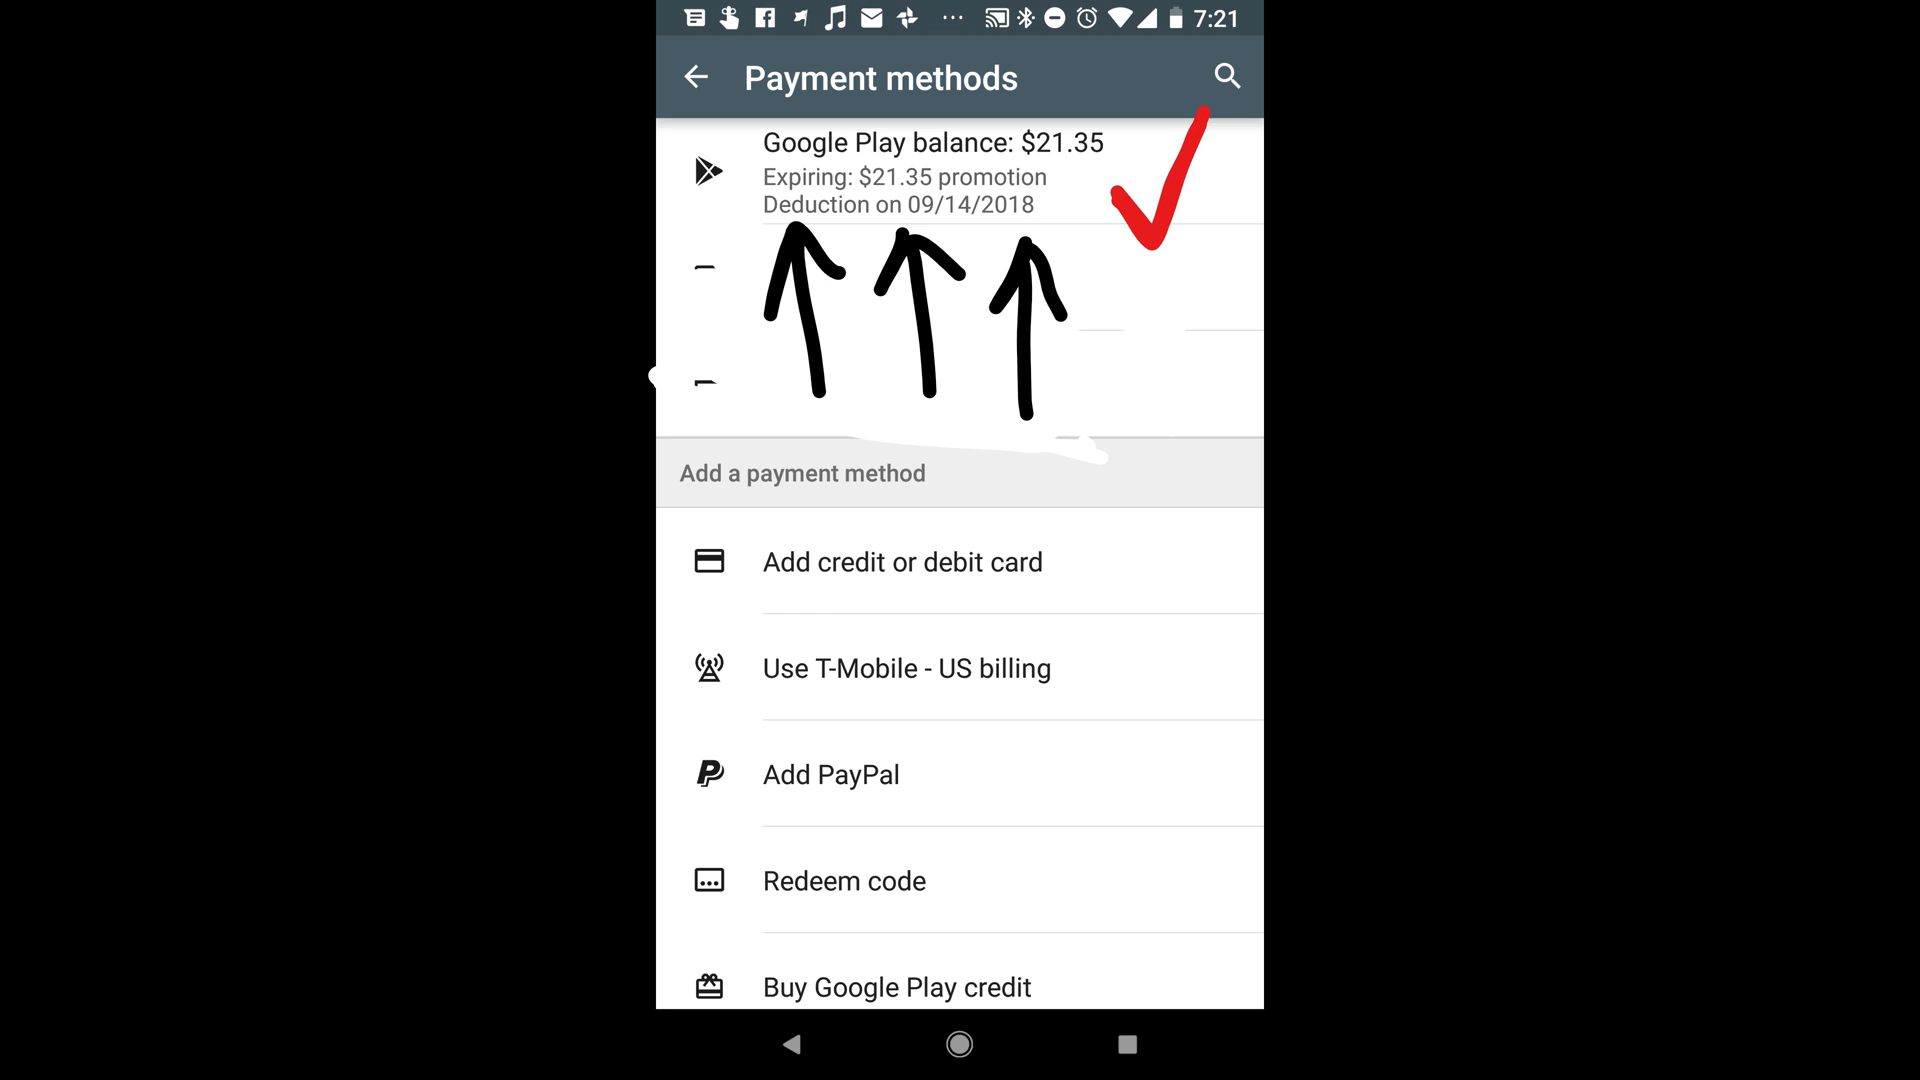 7:21
Payment methods
Google Play balance: $21.35
Expiring: $21.35 promotion
Deduction on 09/14/2018
Add a payment method
Add credit or debit card
Use T-Mobile - US billing
Add PayPal
Redeem code
Buy Google Play credit